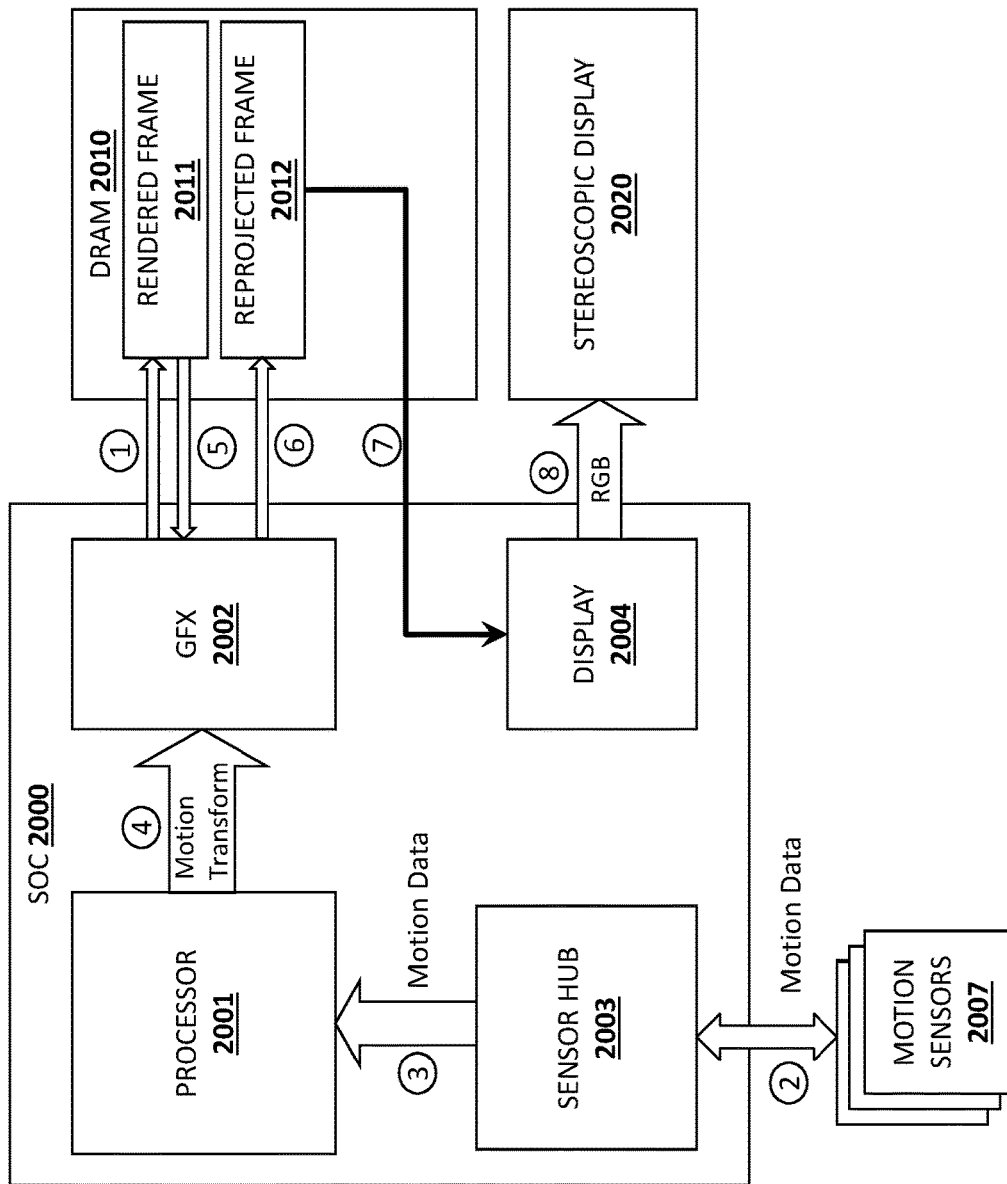 SOC 2000
PROCESSOR
2001
4
Motion
Transform
GFX
2002
1
5
6
7
DRAM 2010
RENDERED FRAME
2011
REPROJECTED FRAME
2012
3
Motion Data
SENSOR HUB
2003
DISPLAY
2004
8
RGB
STEREOSCOPIC DISPLAY
2020
2
Motion Data
MOTION
SENSORS
2007